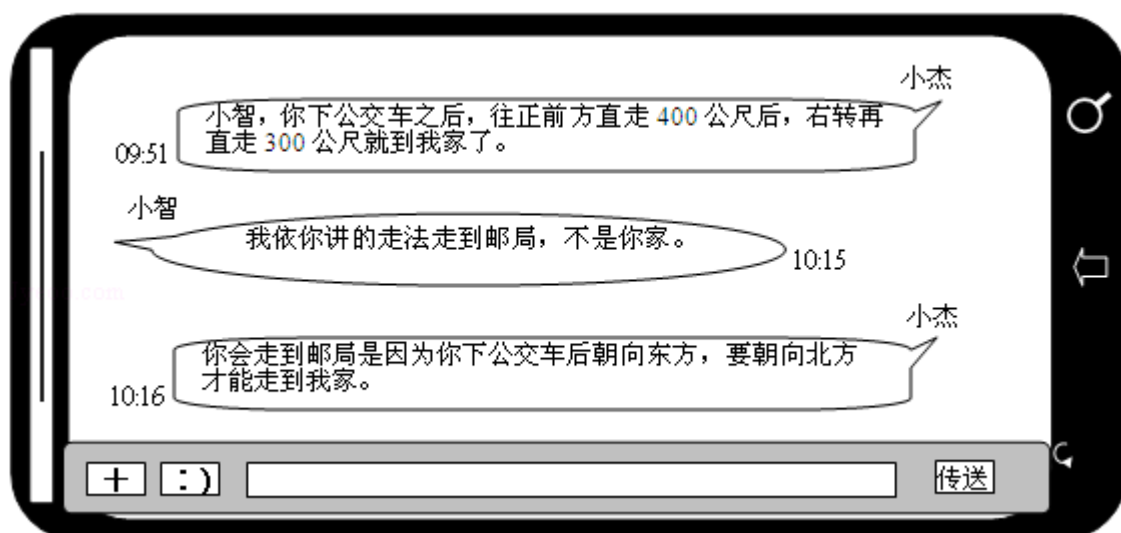 小杰
小智，你下公交车之后，往正前方直走 400 公尺后，右转再
直走 300 公尺就到我家了。
09:51
小智
我依你讲的走法走到邮局，不是你家。
10:15
小杰
你会走到邮局是因为你下公交车后朝向东方，要朝向北方
才能走到我家。
10:16
+ :) 传送